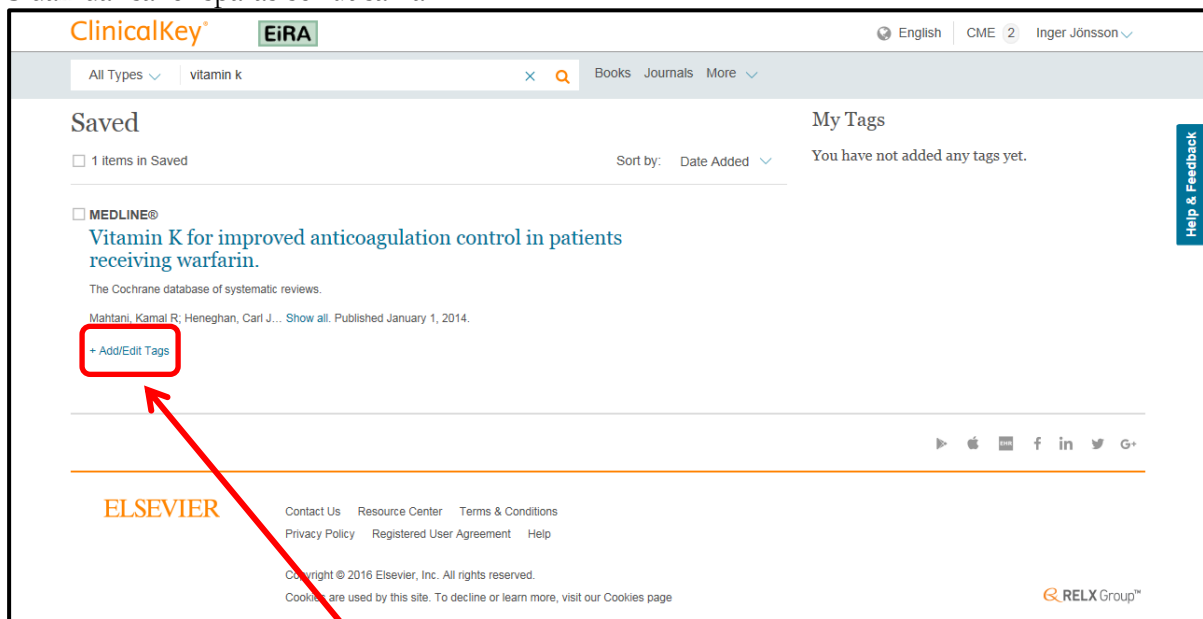 ClinicalKey® EiRA English CME 2 Inger Jönsson
All Types vitamin k Books Journals More
Saved
1 items in Saved Sort by: Date Added
My Tags
You have not added any tags yet.
Help & Feedback
MEDLINE®
Vitamin K for improved anticoagulation control in patients
receiving warfarin.
The Cochrane database of systematic reviews.
Mahtani, Kamal R; Heneghan, Carl J... Show all. Published January 1, 2014.
+ Add/Edit Tags
f in G+
ELSEVIER
Contact Us Resource Center Terms & Conditions
Privacy Policy Registered User Agreement Help
Copyright © 2016 Elsevier, Inc. All rights reserved.
Cookies are used by this site. To decline or learn more, visit our Cookies page
RELX Group™